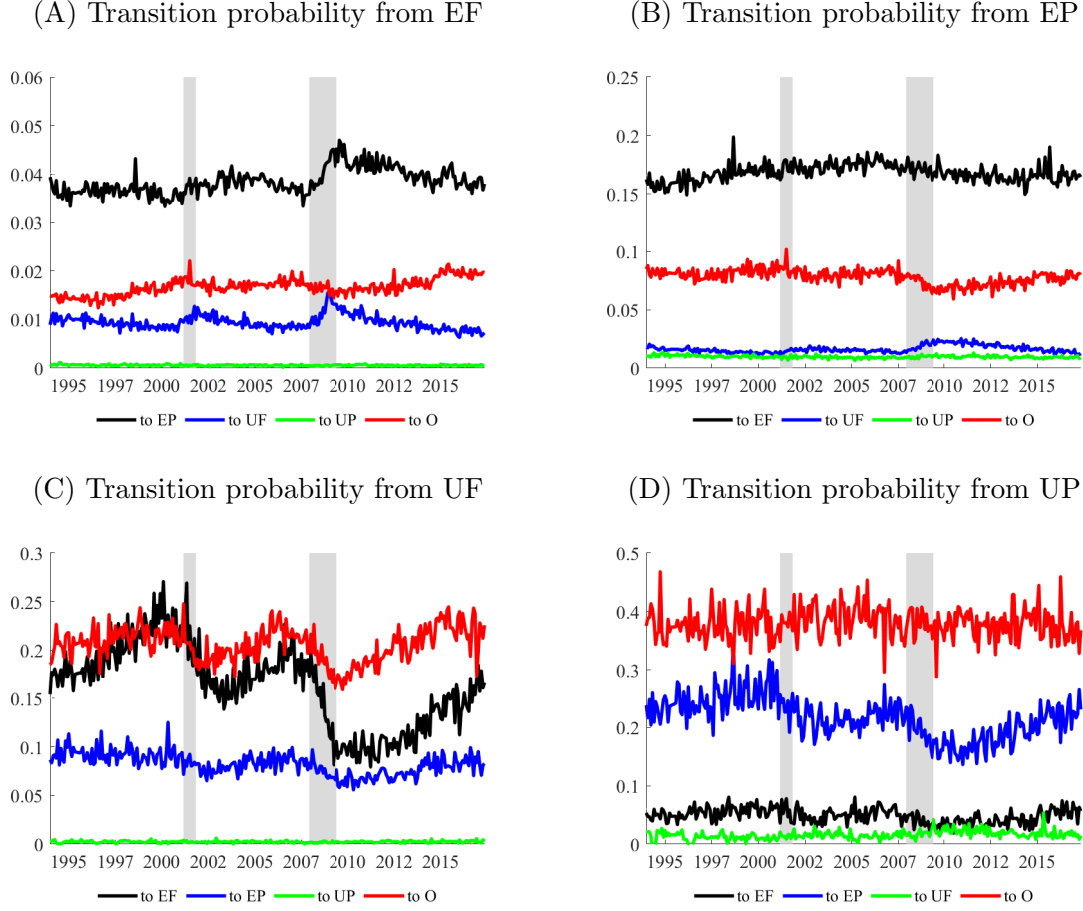 (A) Transition probability from EF
(B) Transition probability from EP
0.06
0.05
0.04
0.03
0.02
0.01
0
1995 1997 2000 2002 2005 2007 2010 2012 2015
to EP to UF to UP to O
0.25
0.2
0.15
0.1
0.05
0
1995 1997 2000 2002 2005 2007 2010 2012 2015
to EF to UF to UP to O
(C) Transition probability from UF
(D) Transition probability from UP
0.3
0.25
0.2
0.15
0.1
0.05
0
1995 1997 2000 2002 2005 2007 2010 2012 2015
to EF to EP to UP to O
0.5
0.4
0.3
0.2
0.1
0
1995 1997 2000 2002 2005 2007 2010 2012 2015
to EF to EP to UF to O